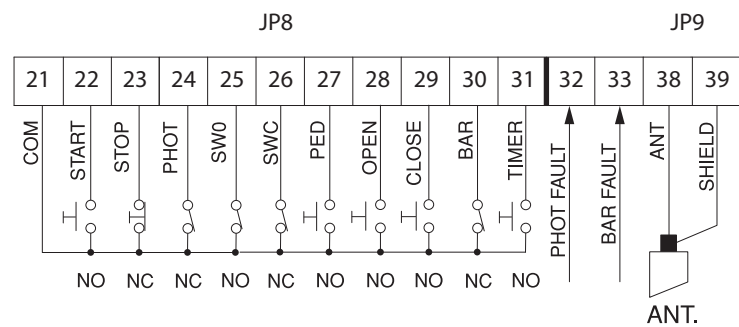 JP8 JP9
21 22 23 24 25 26 27 28 29 30 31 32 33 38 39
COM START STOP PHOT SW0 SWC PED OPEN CLOSE BAR TIMER PHOT FAULT BAR FAULT ANT SHIELD
NO NC NC NO NC NO NO NO NC NO
ANT.